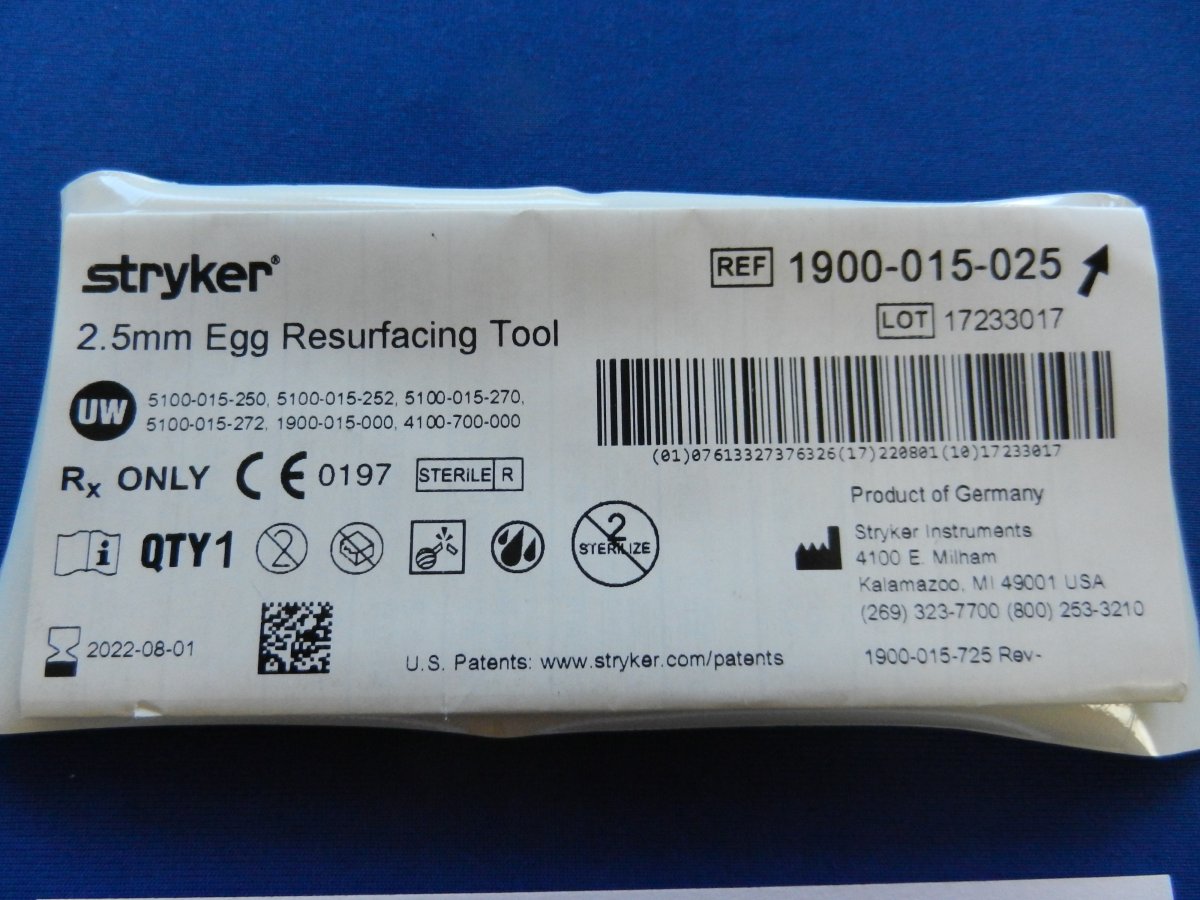 stryker®
REF 1900-015-025
LOT 17233017
2.5mm Egg Resurfacing Tool
UW 5100-015-250, 5100-015-252, 5100-015-270,
5100-015-272, 1900-015-000, 4100-700-000
(01)07613327376326(17)220801(10)17233017
Rx ONLY CE 0197 STERILE R
Product of Germany
i QTY1 2 2 STERILIZE
Stryker Instruments
4100 E. Milham
Kalamazoo, MI 49001 USA
(269) 323-7700 (800) 253-3210
2022-08-01
U.S. Patents: www.stryker.com/patents
1900-015-725 Rev-